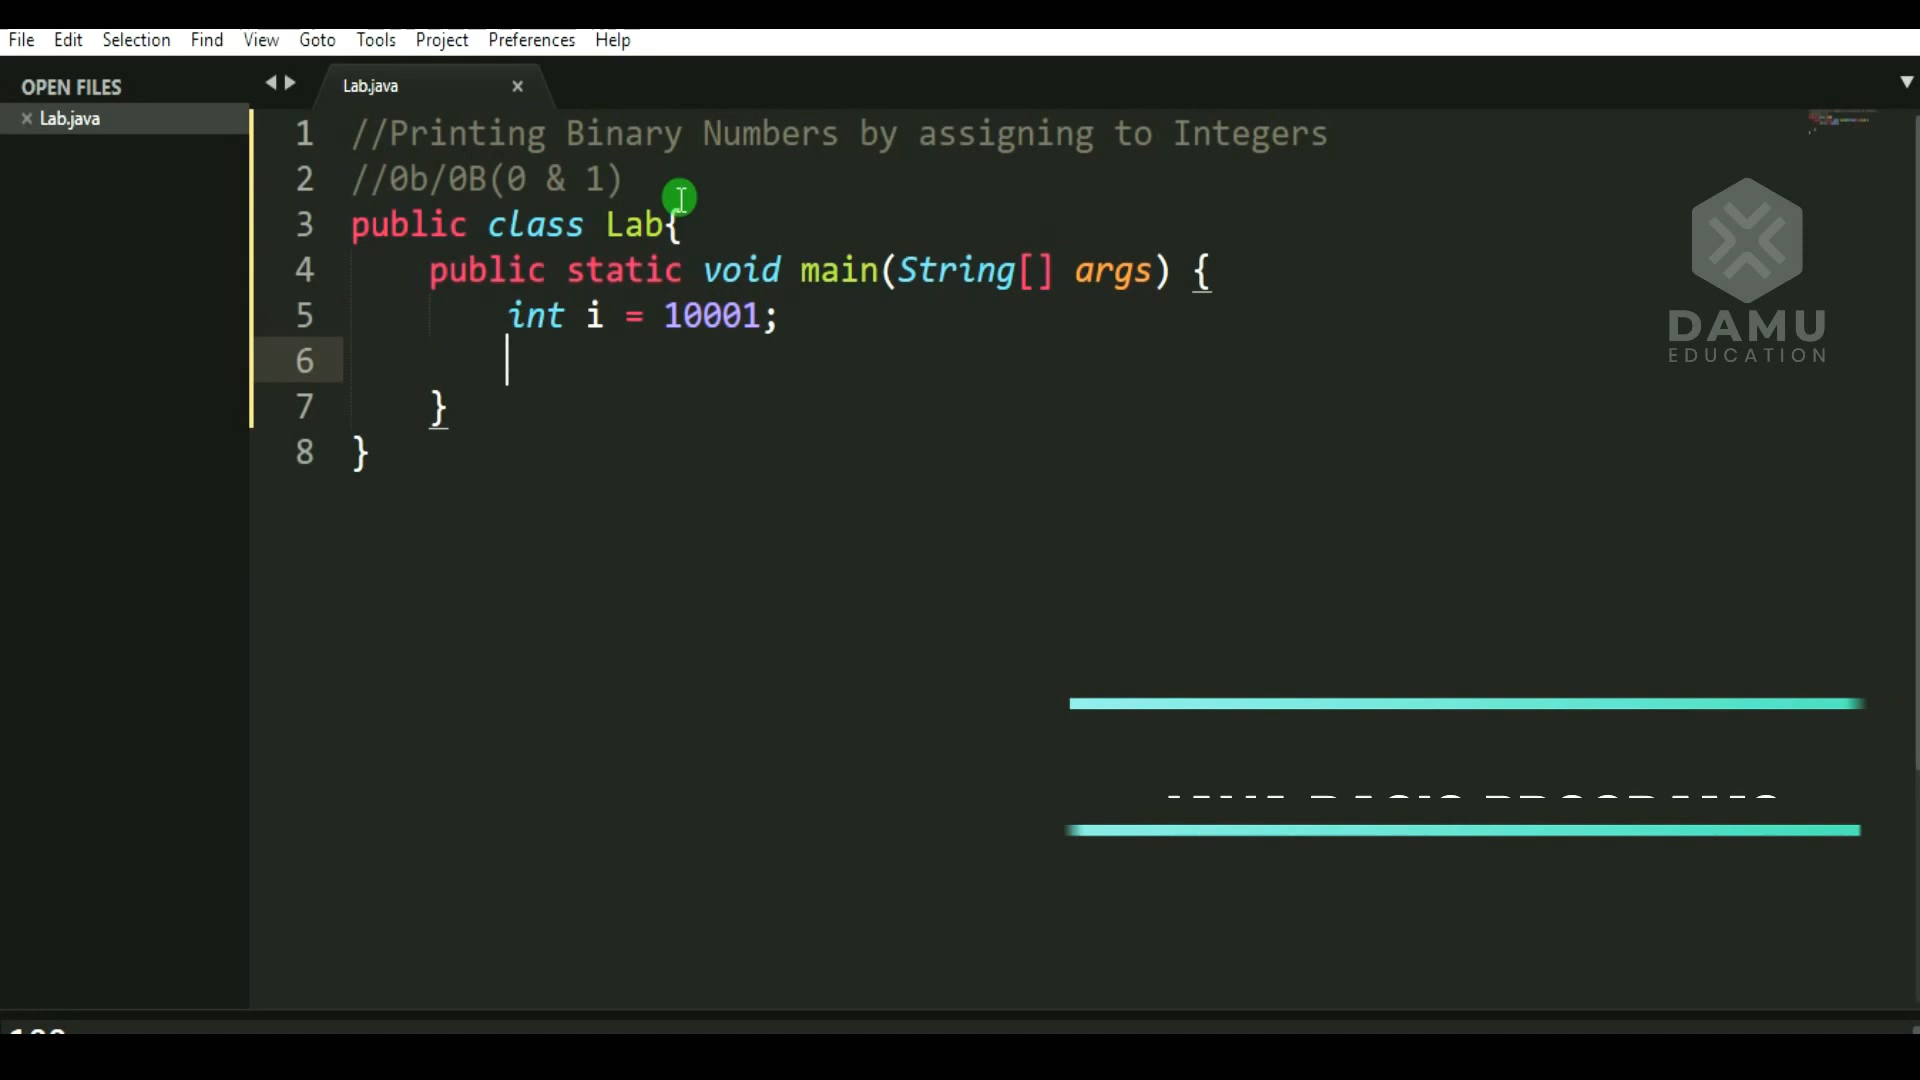 File Edit Selection Find View Goto Tools Project Preferences Help
OPEN FILES
Lab.java
Lab.java
1 //Printing Binary Numbers by assigning to Integers
2 //0b/0B(0 & 1)
3 public class Lab{
4 public static void main(String[] args) {
5 int i = 10001;
6
7 }
8 }
DAMU
EDUCATION